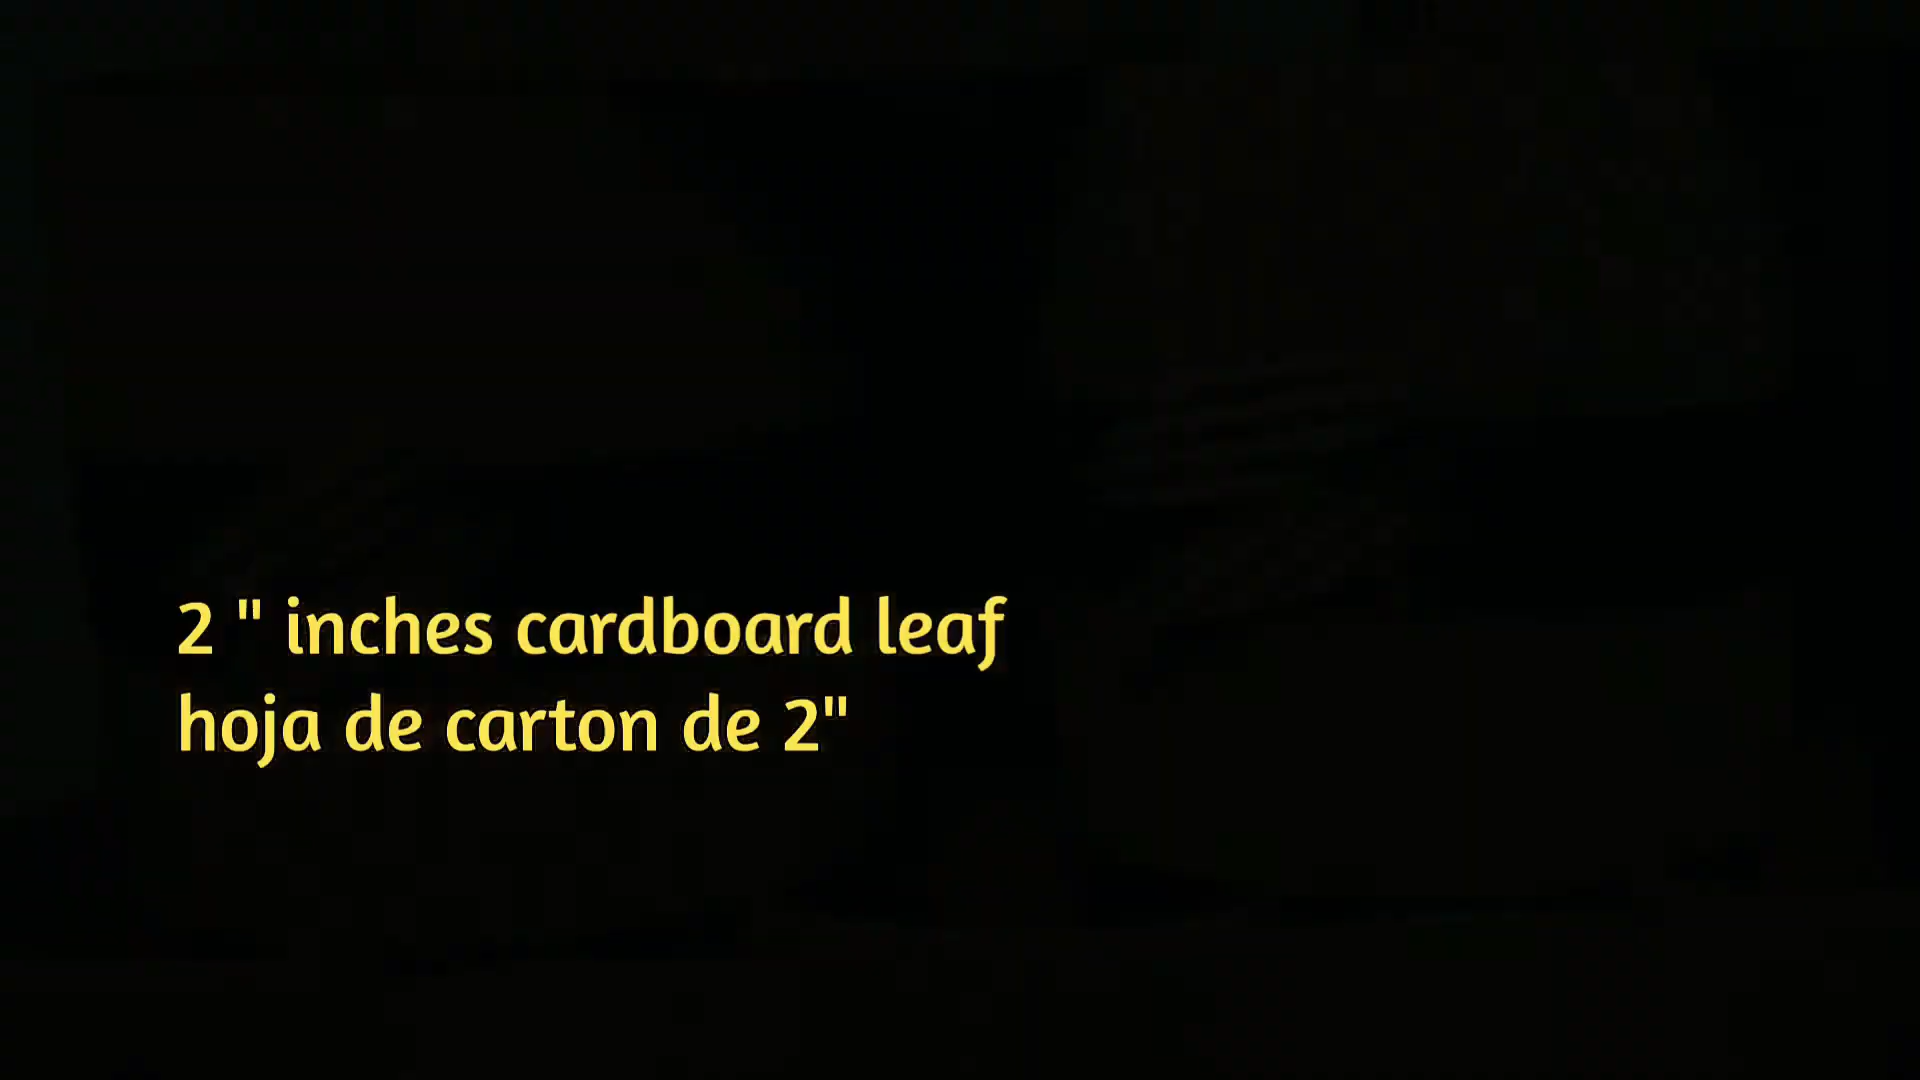 2 " inches cardboard leaf
hoja de carton de 2"